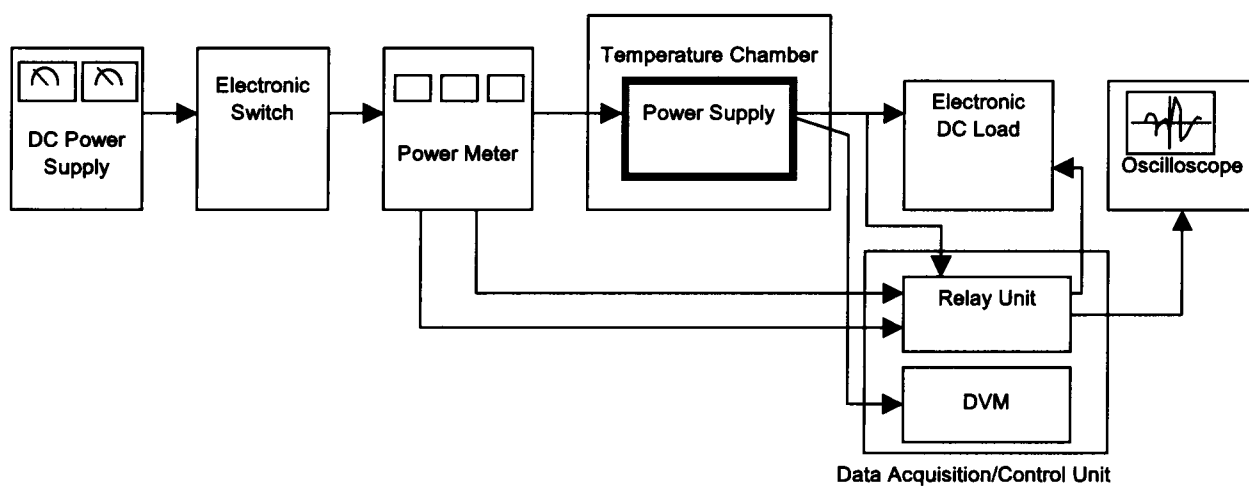 DC Power
Supply
Electronic
Switch
Power Meter
Temperature Chamber
Power Supply
Electronic
DC Load
Oscilloscope
Relay Unit
DVM
Data Acquisition/Control Unit